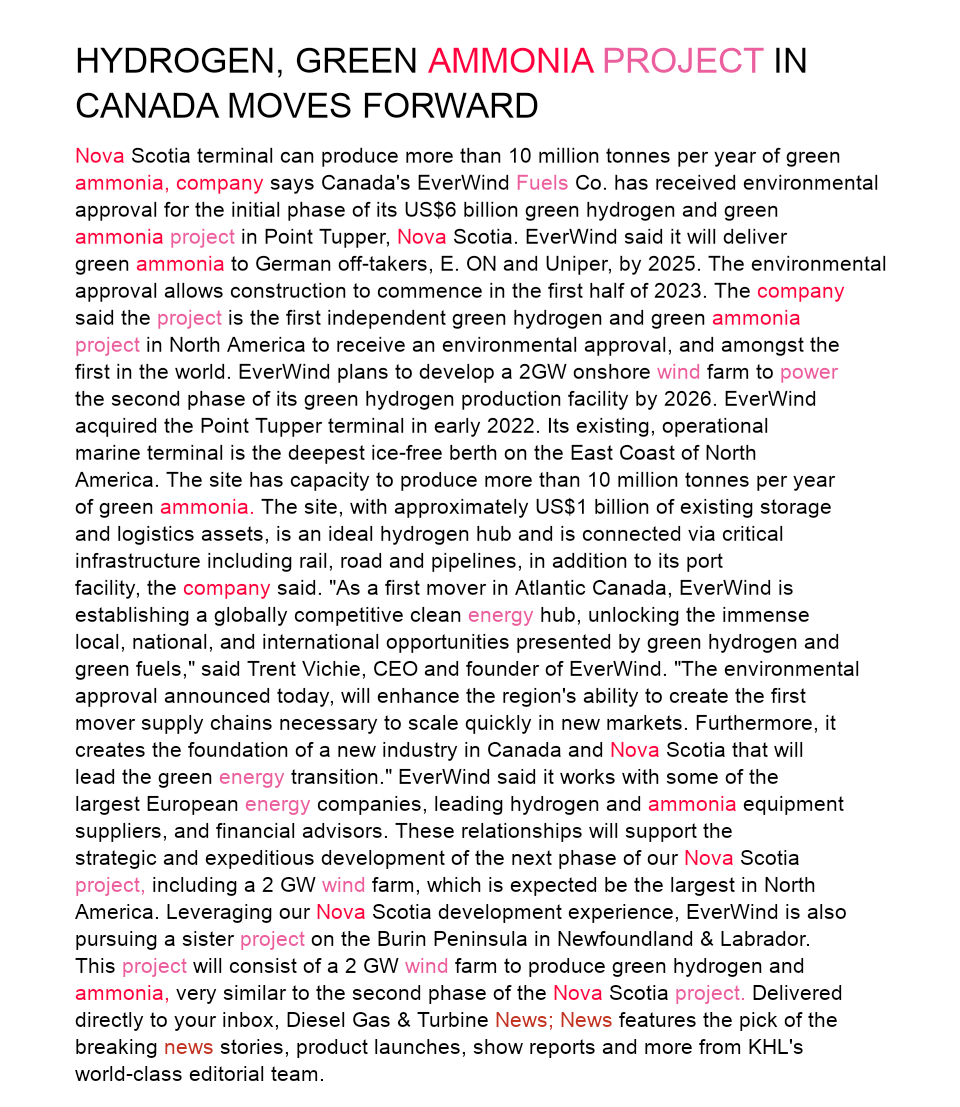 HYDROGEN, GREEN AMMONIA PROJECT IN
CANADA MOVES FORWARD
Nova Scotia terminal can produce more than 10 million tonnes per year of green
ammonia, company says Canada's EverWind Fuels Co. has received environmental
approval for the initial phase of its US$6 billion green hydrogen and green
ammonia project in Point Tupper, Nova Scotia. EverWind said it will deliver
green ammonia to German off-takers, E. ON and Uniper, by 2025. The environmental
approval allows construction to commence in the first half of 2023. The company
said the project is the first independent green hydrogen and green ammonia
project in North America to receive an environmental approval, and amongst the
first in the world. EverWind plans to develop a 2GW onshore wind farm to power
the second phase of its green hydrogen production facility by 2026. EverWind
acquired the Point Tupper terminal in early 2022. Its existing, operational
marine terminal is the deepest ice-free berth on the East Coast of North
America. The site has capacity to produce more than 10 million tonnes per year
of green ammonia. The site, with approximately US$1 billion of existing storage
and logistics assets, is an ideal hydrogen hub and is connected via critical
infrastructure including rail, road and pipelines, in addition to its port
facility, the company said. "As a first mover in Atlantic Canada, EverWind is
establishing a globally competitive clean energy hub, unlocking the immense
local, national, and international opportunities presented by green hydrogen and
green fuels," said Trent Vichie, CEO and founder of EverWind. "The environmental
approval announced today, will enhance the region's ability to create the first
mover supply chains necessary to scale quickly in new markets. Furthermore, it
creates the foundation of a new industry in Canada and Nova Scotia that will
lead the green energy transition." EverWind said it works with some of the
largest European energy companies, leading hydrogen and ammonia equipment
suppliers, and financial advisors. These relationships will support the
strategic and expeditious development of the next phase of our Nova Scotia
project, including a 2 GW wind farm, which is expected be the largest in North
America. Leveraging our Nova Scotia development experience, EverWind is also
pursuing a sister project on the Burin Peninsula in Newfoundland & Labrador.
This project will consist of a 2 GW wind farm to produce green hydrogen and
ammonia, very similar to the second phase of the Nova Scotia project. Delivered
directly to your inbox, Diesel Gas & Turbine News; News features the pick of the
breaking news stories, product launches, show reports and more from KHL's
world-class editorial team.